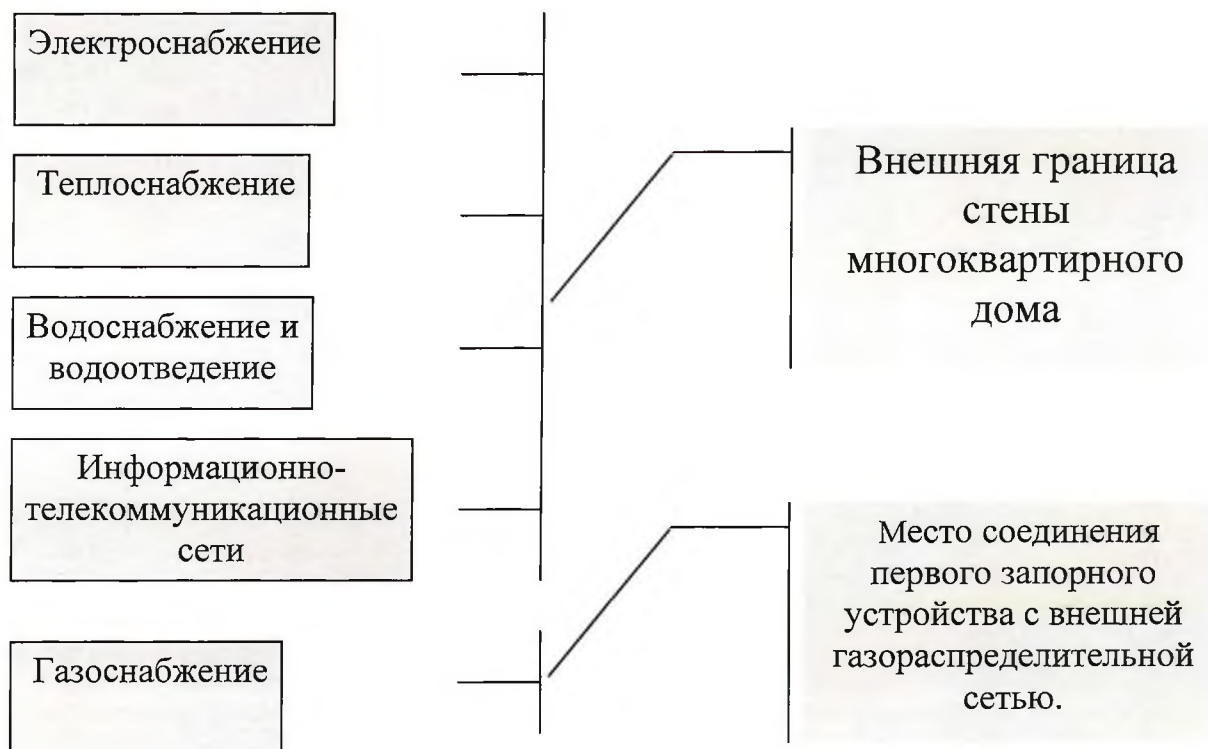 Электроснабжение
Теплоснабжение
Водоснабжение и
водоотведение
Информационно-
телекоммуникационные
сети
Газоснабжение
Внешняя граница
стены
многоквартирного
дома
Место соединения
первого запорного
устройства с внешней
газораспределительной
сетью.